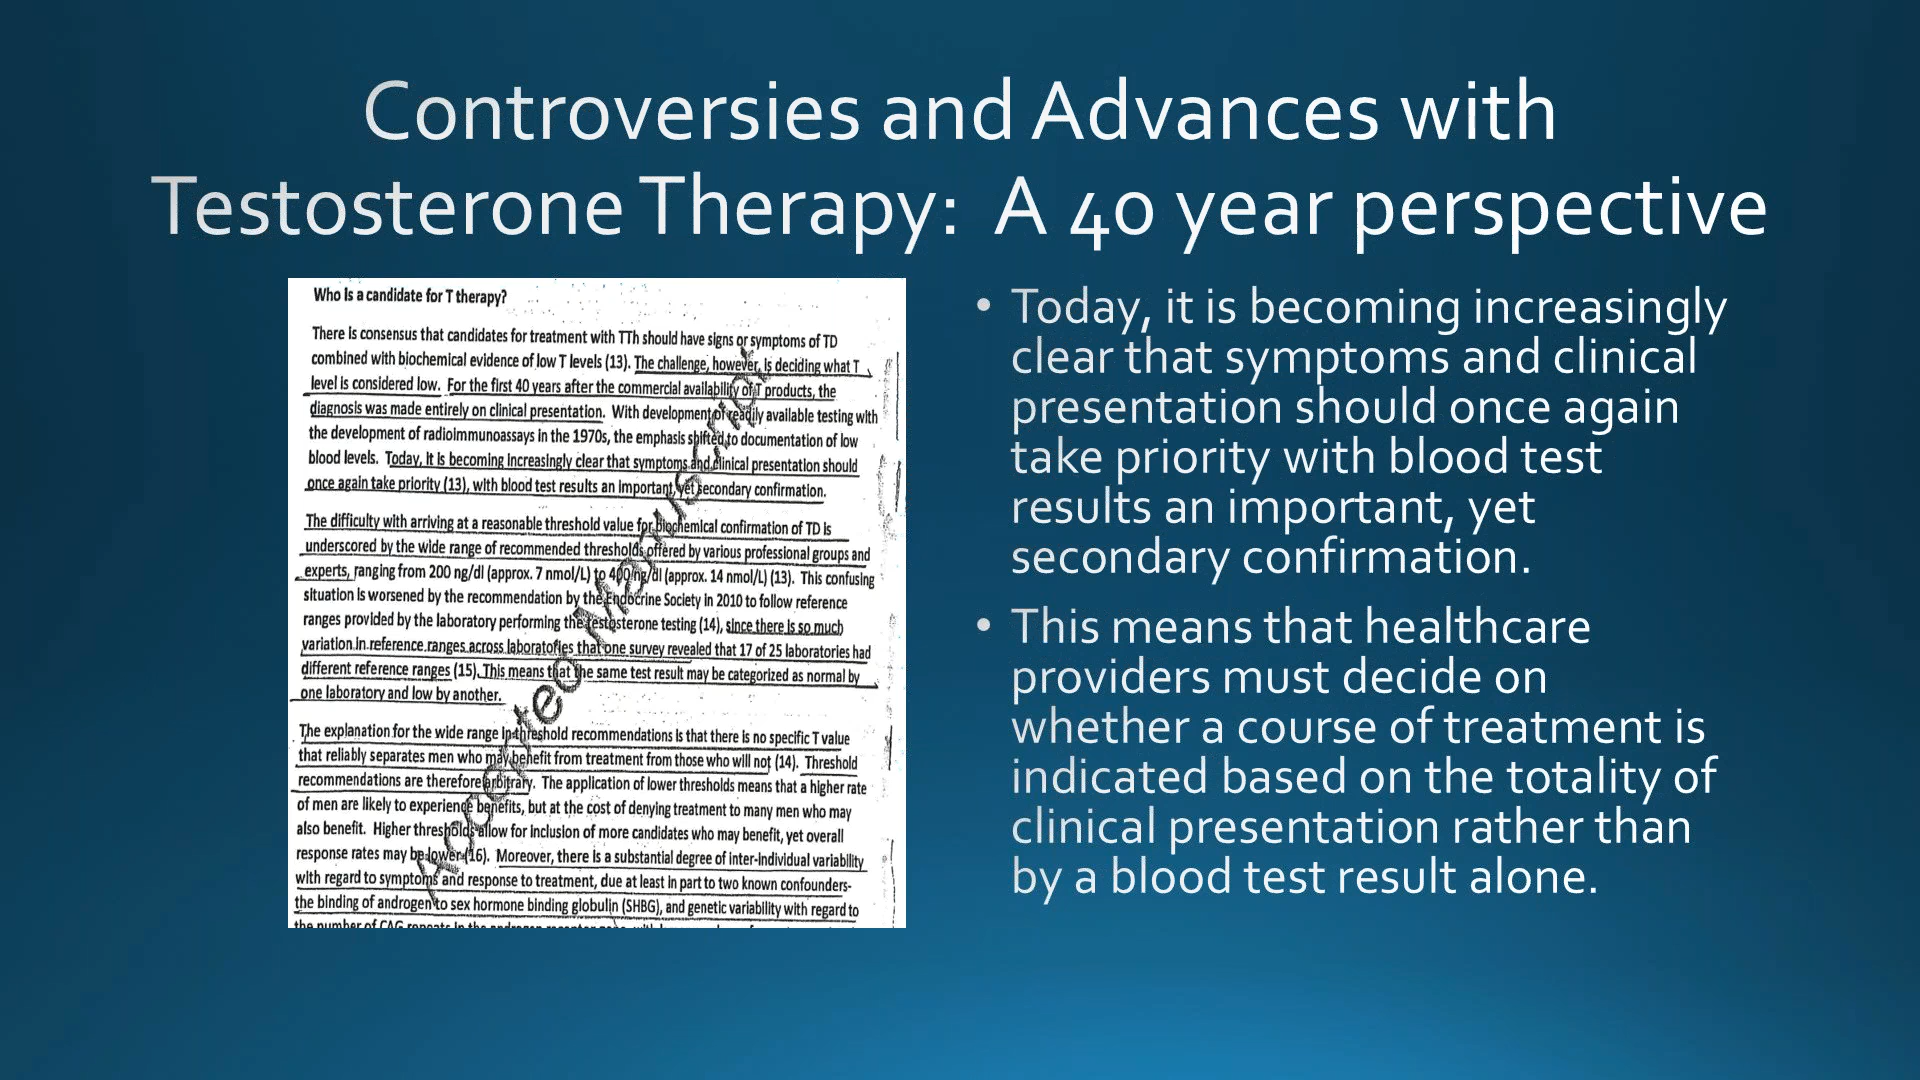 Controversies and Advances with
Testosterone Therapy: A 40 year perspective
Who is a candidate for T therapy?
There is consensus that candidates for treatment with TTh should have signs or symptoms of TD
combined with biochemical evidence of low T levels (13). The challenge, however, is deciding what T
level is considered low. For the first 40 years after the commercial availability of T products, the
diagnosis was made entirely on clinical presentation. With development of readily available testing with
the development of radioimmunoassays in the 1970s, the emphasis shifted to documentation of low
blood levels. Today, it is becoming increasingly clear that symptoms and clinical presentation should
once again take priority (13), with blood test results an important, yet secondary confirmation.
The difficulty with arriving at a reasonable threshold value for biochemical confirmation of TD is
underscored by the wide range of recommended thresholds offered by various professional groups and
experts, ranging from 200 ng/dl (approx. 7 nmol/L) to 400 ng/dl (approx. 14 nmol/L) (13). This confusing
situation is worsened by the recommendation by the Endocrine Society in 2010 to follow reference
ranges provided by the laboratory performing the testosterone testing (14), since there is so much
variation in reference ranges across laboratories that one survey revealed that 17 of 25 laboratories had
different reference ranges (15). This means that the same test result may be categorized as normal by
one laboratory and low by another.
The explanation for the wide range in threshold recommendations is that there is no specific T value
that reliably separates men who may benefit from treatment from those who will not (14). Threshold
recommendations are therefore arbitrary. The application of lower thresholds means that a higher rate
of men are likely to experience benefits, but at the cost of denying treatment to many men who may
also benefit. Higher thresholds allow for inclusion of more candidates who may benefit, yet overall
response rates may be lower (16). Moreover, there is a substantial degree of inter-individual variability
with regard to symptoms and response to treatment, due at least in part to two known confounders-
the binding of androgen to sex hormone binding globulin (SHBG), and genetic variability with regard to
the number of CAG repeats in the androgen receptor gene, with
Accepted Manuscript
• Today, it is becoming increasingly
clear that symptoms and clinical
presentation should once again
take priority with blood test
results an important, yet
secondary confirmation.
• This means that healthcare
providers must decide on
whether a course of treatment is
indicated based on the totality of
clinical presentation rather than
by a blood test result alone.